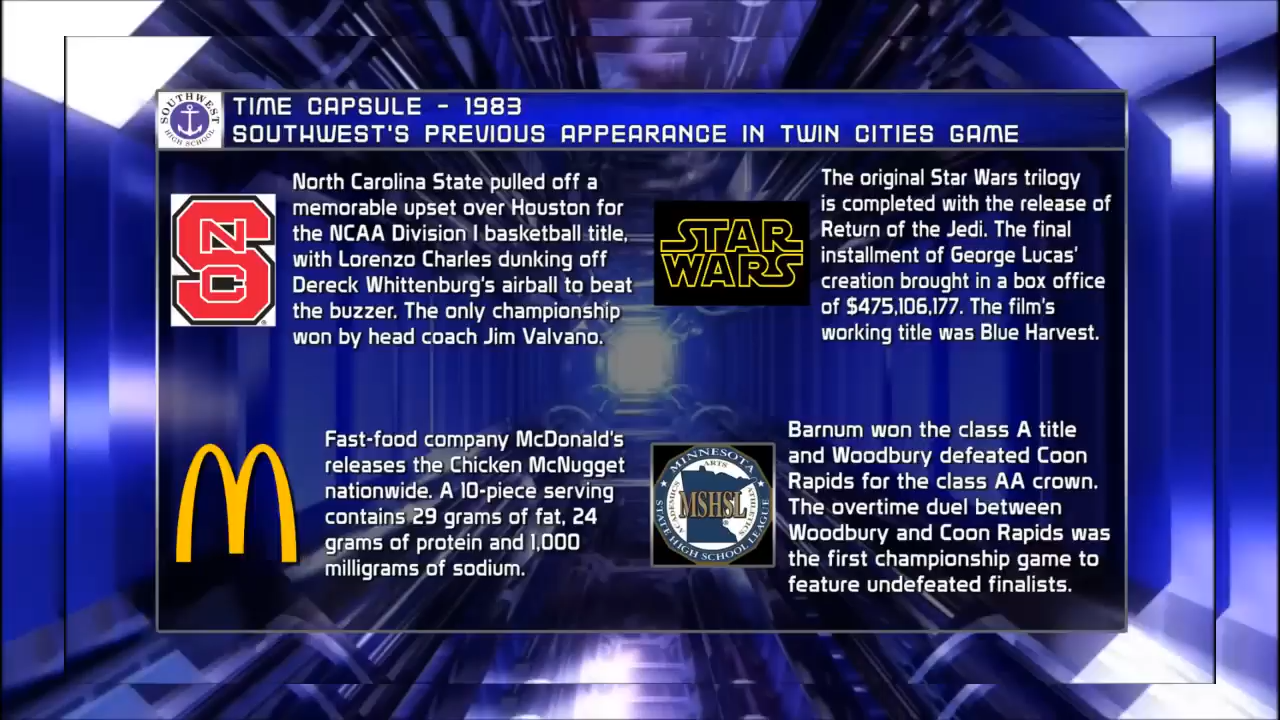 SOUTHWEST
HIGH SCHOOL
TIME CAPSULE - 1983
SOUTHWEST'S PREVIOUS APPEARANCE IN TWIN CITIES GAME
NSC
North Carolina State pulled off a
memorable upset over Houston for
the NCAA Division I basketball title,
with Lorenzo Charles dunking off
Dereck Whittenburg's airball to beat
the buzzer. The only championship
won by head coach Jim Valvano.
STAR
WARS
The original Star Wars trilogy
is completed with the release of
Return of the Jedi. The final
installment of George Lucas'
creation brought in a box office
of $475,106,177. The film's
working title was Blue Harvest.
M
Fast-food company McDonald's
releases the Chicken McNugget
nationwide. A 10-piece serving
contains 29 grams of fat, 24
grams of protein and 1,000
milligrams of sodium.
MINNESOTA
ARTS
ACADEMICS
MSHSL
ATHLETICS
STATE HIGH SCHOOL LEAGUE
Barnum won the class A title
and Woodbury defeated Coon
Rapids for the class AA crown.
The overtime duel between
Woodbury and Coon Rapids was
the first championship game to
feature undefeated finalists.